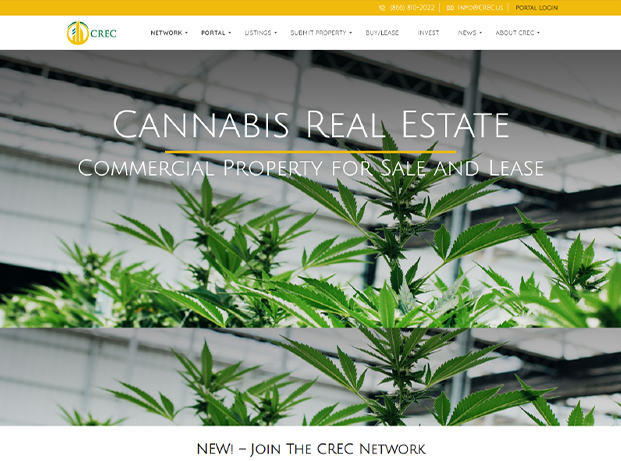 (866) 810-2022 INFO@CREC.US PORTAL LOGIN
CREC NETWORK PORTAL LISTINGS SUBMIT PROPERTY BUY/LEASE INVEST NEWS ABOUT CREC
Cannabis Real Estate
Commercial Property for Sale and Lease
NEW! – Join The CREC Network